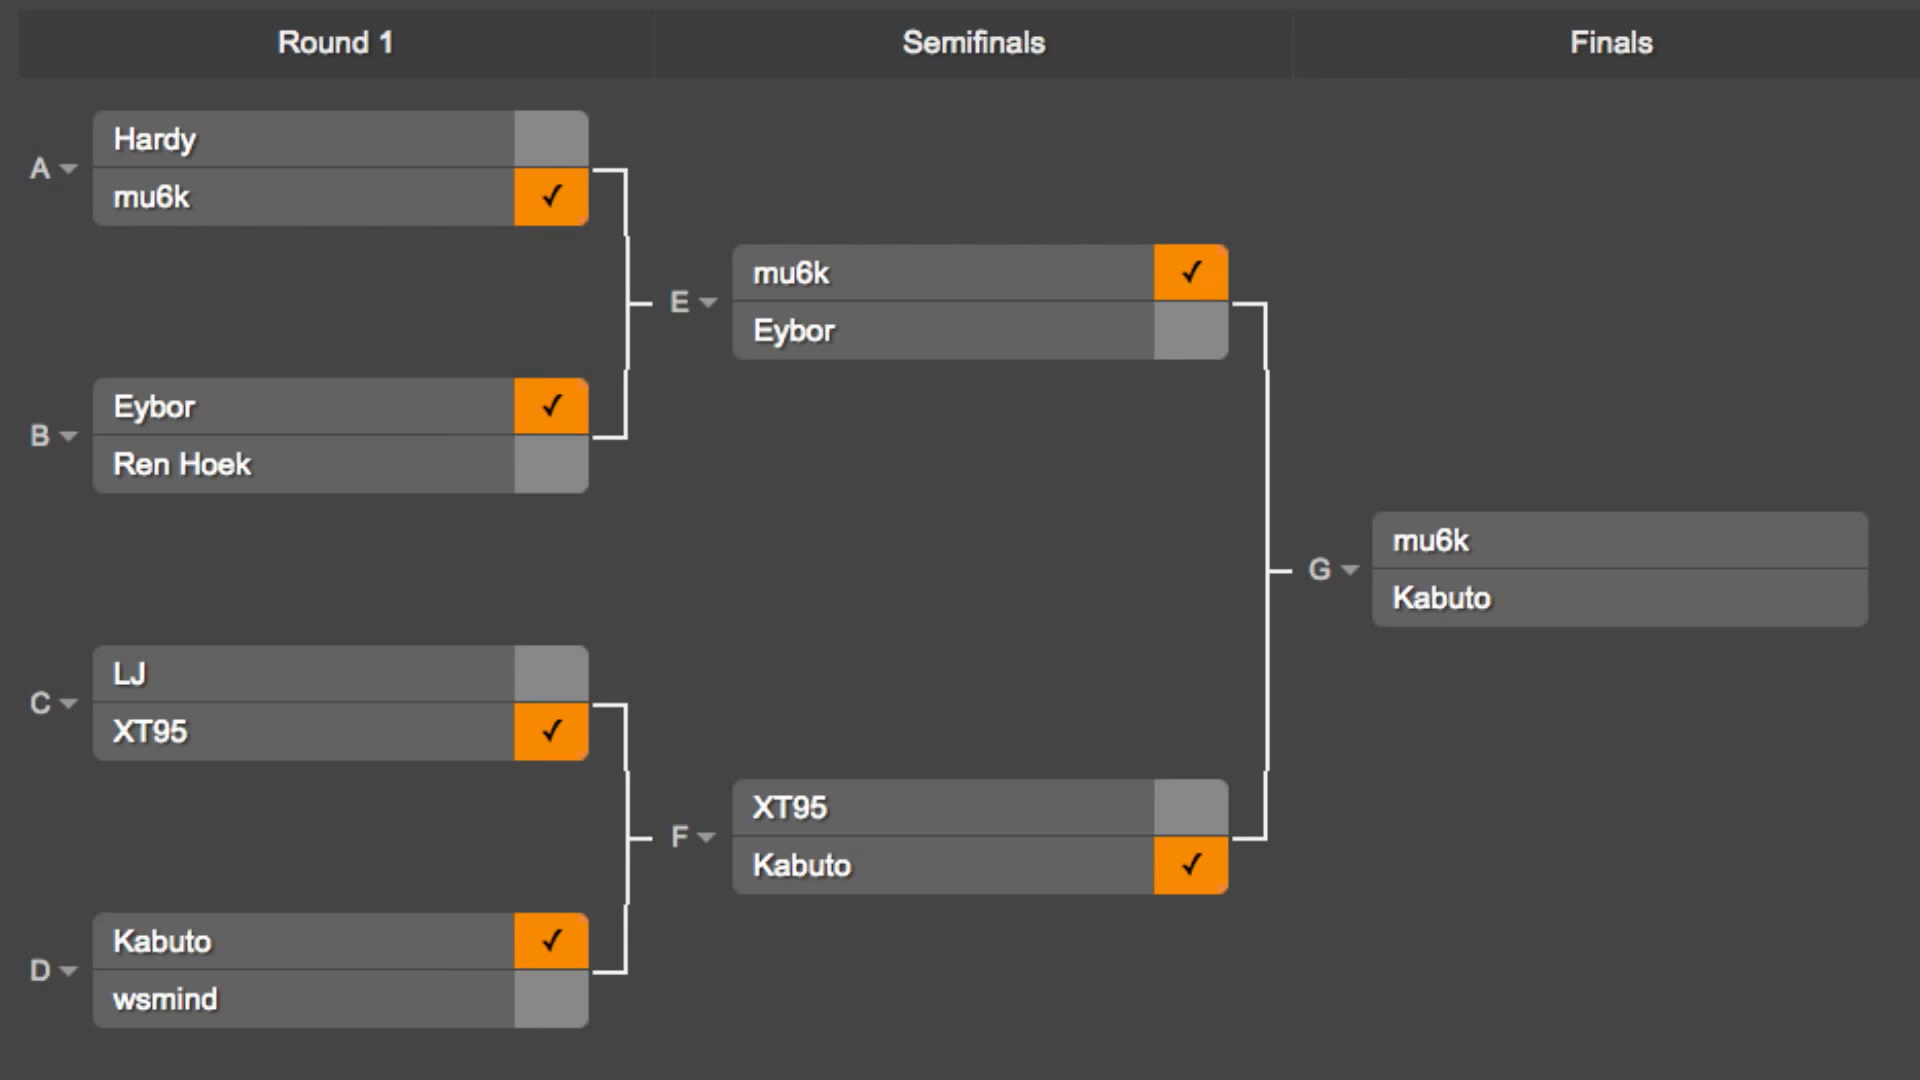 Round 1
Semifinals
Finals
A
Hardy
mu6k ✓
B
Eybor ✓
Ren Hoek
C
LJ
XT95 ✓
D
Kabuto ✓
wsmind
E
mu6k ✓
Eybor
F
XT95
Kabuto ✓
G
mu6k
Kabuto